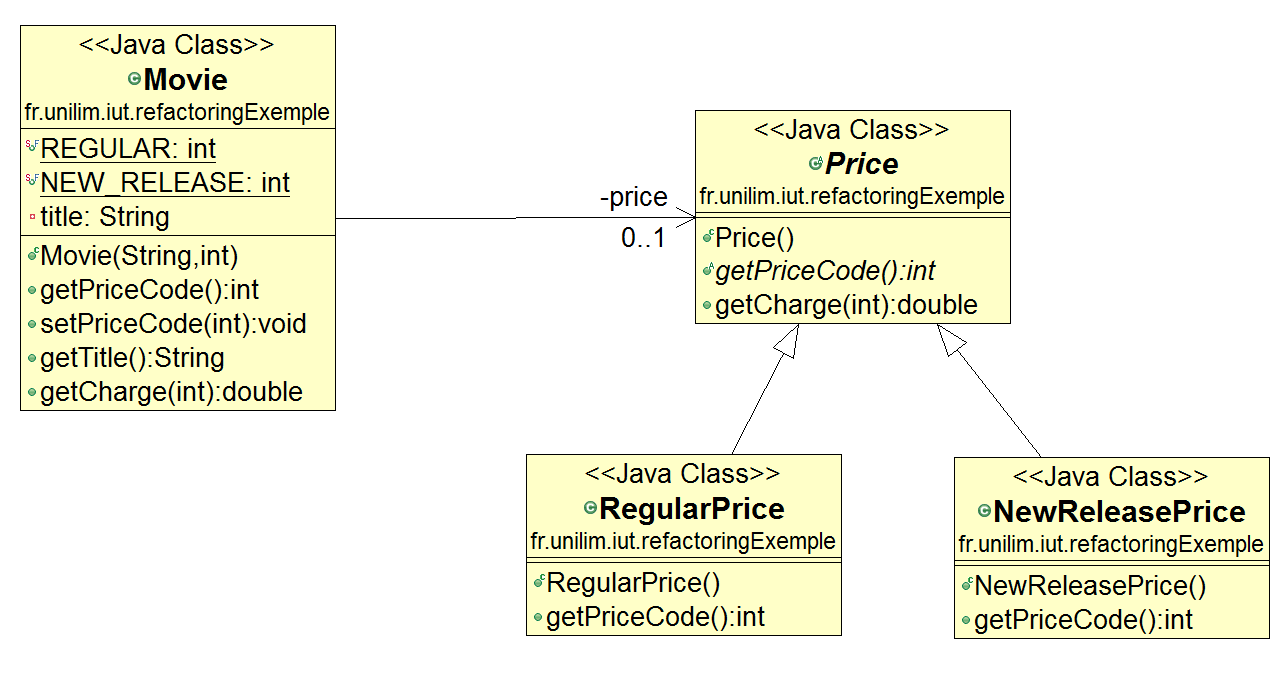 <<Java Class>>
Movie
fr.unilim.iut.refactoringExemple
REGULAR: int
NEW_RELEASE: int
title: String
Movie(String,int)
getPriceCode():int
setPriceCode(int):void
getTitle():String
getCharge(int):double
-price
0..1
<<Java Class>>
Price
fr.unilim.iut.refactoringExemple
Price()
getPriceCode():int
getCharge(int):double
<<Java Class>>
RegularPrice
fr.unilim.iut.refactoringExemple
RegularPrice()
getPriceCode():int
<<Java Class>>
NewReleasePrice
fr.unilim.iut.refactoringExemple
NewReleasePrice()
getPriceCode():int